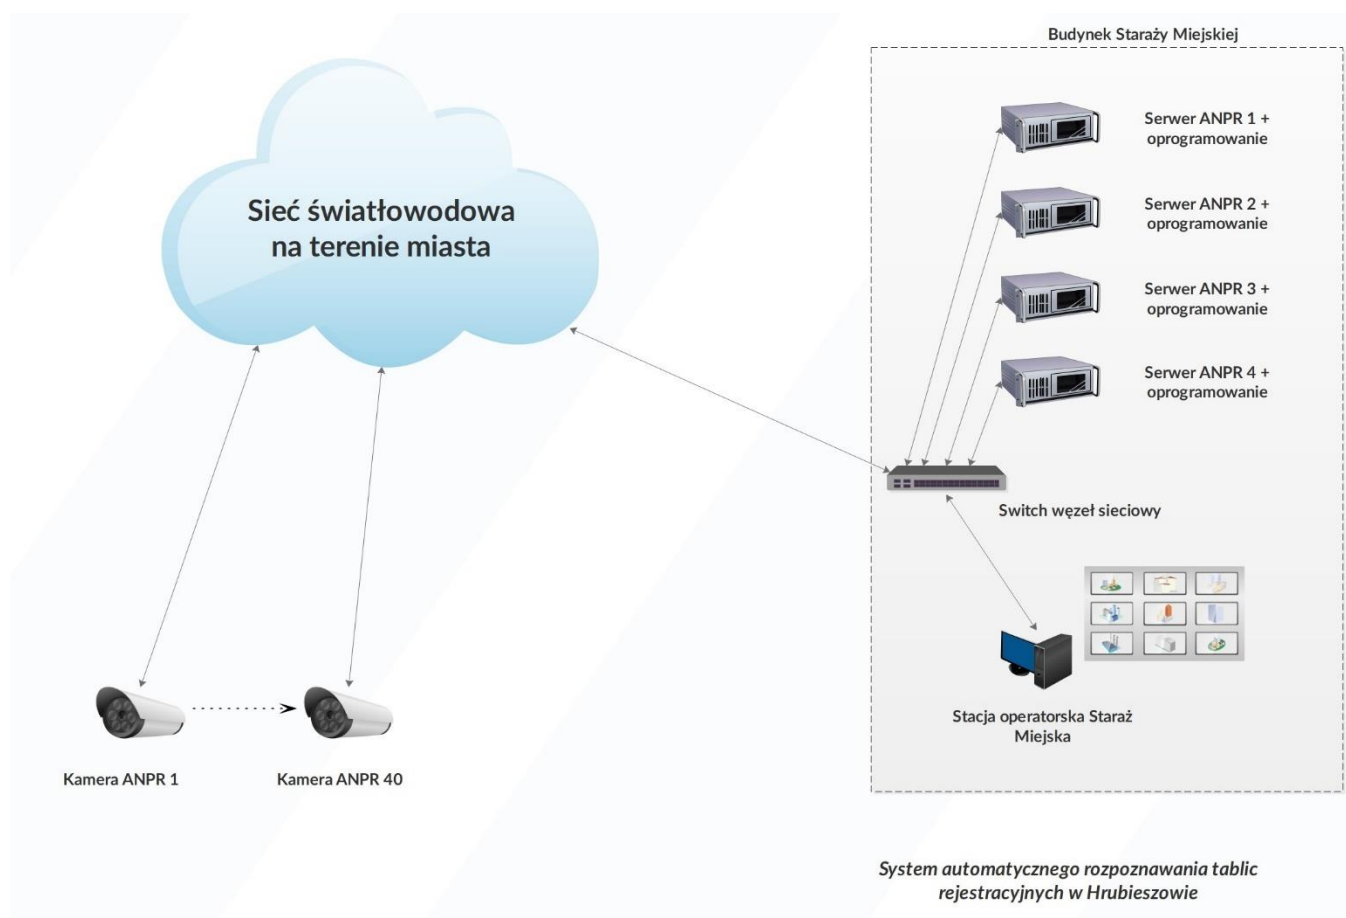 Budynek Staraży Miejskiej
Sieć światłowodowa
na terenie miasta
Serwer ANPR 1 +
oprogramowanie
Serwer ANPR 2 +
oprogramowanie
Serwer ANPR 3 +
oprogramowanie
Serwer ANPR 4 +
oprogramowanie
Switch węzeł sieciowy
Stacja operatorska Staraż
Miejska
Kamera ANPR 1
Kamera ANPR 40
System automatycznego rozpoznawania tablic
rejestracyjnych w Hrubieszowie